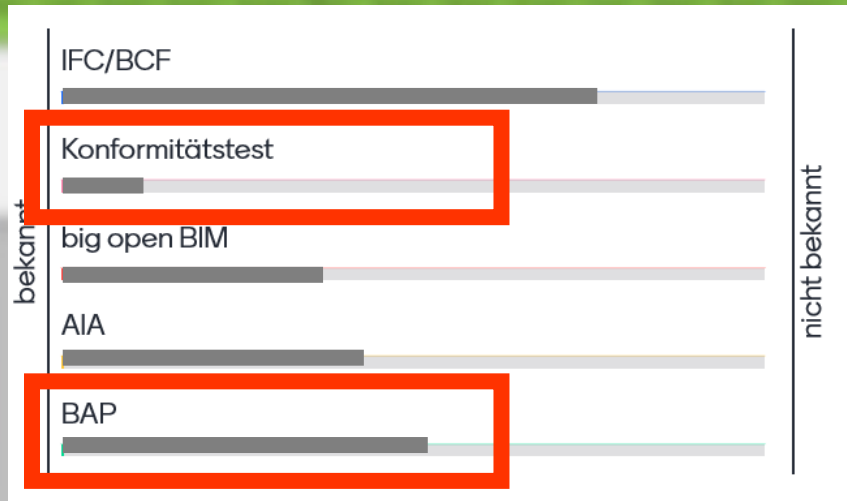 IFC/BCF
Konformitätstest
big open BIM
AIA
BAP
bekannt
nicht bekannt